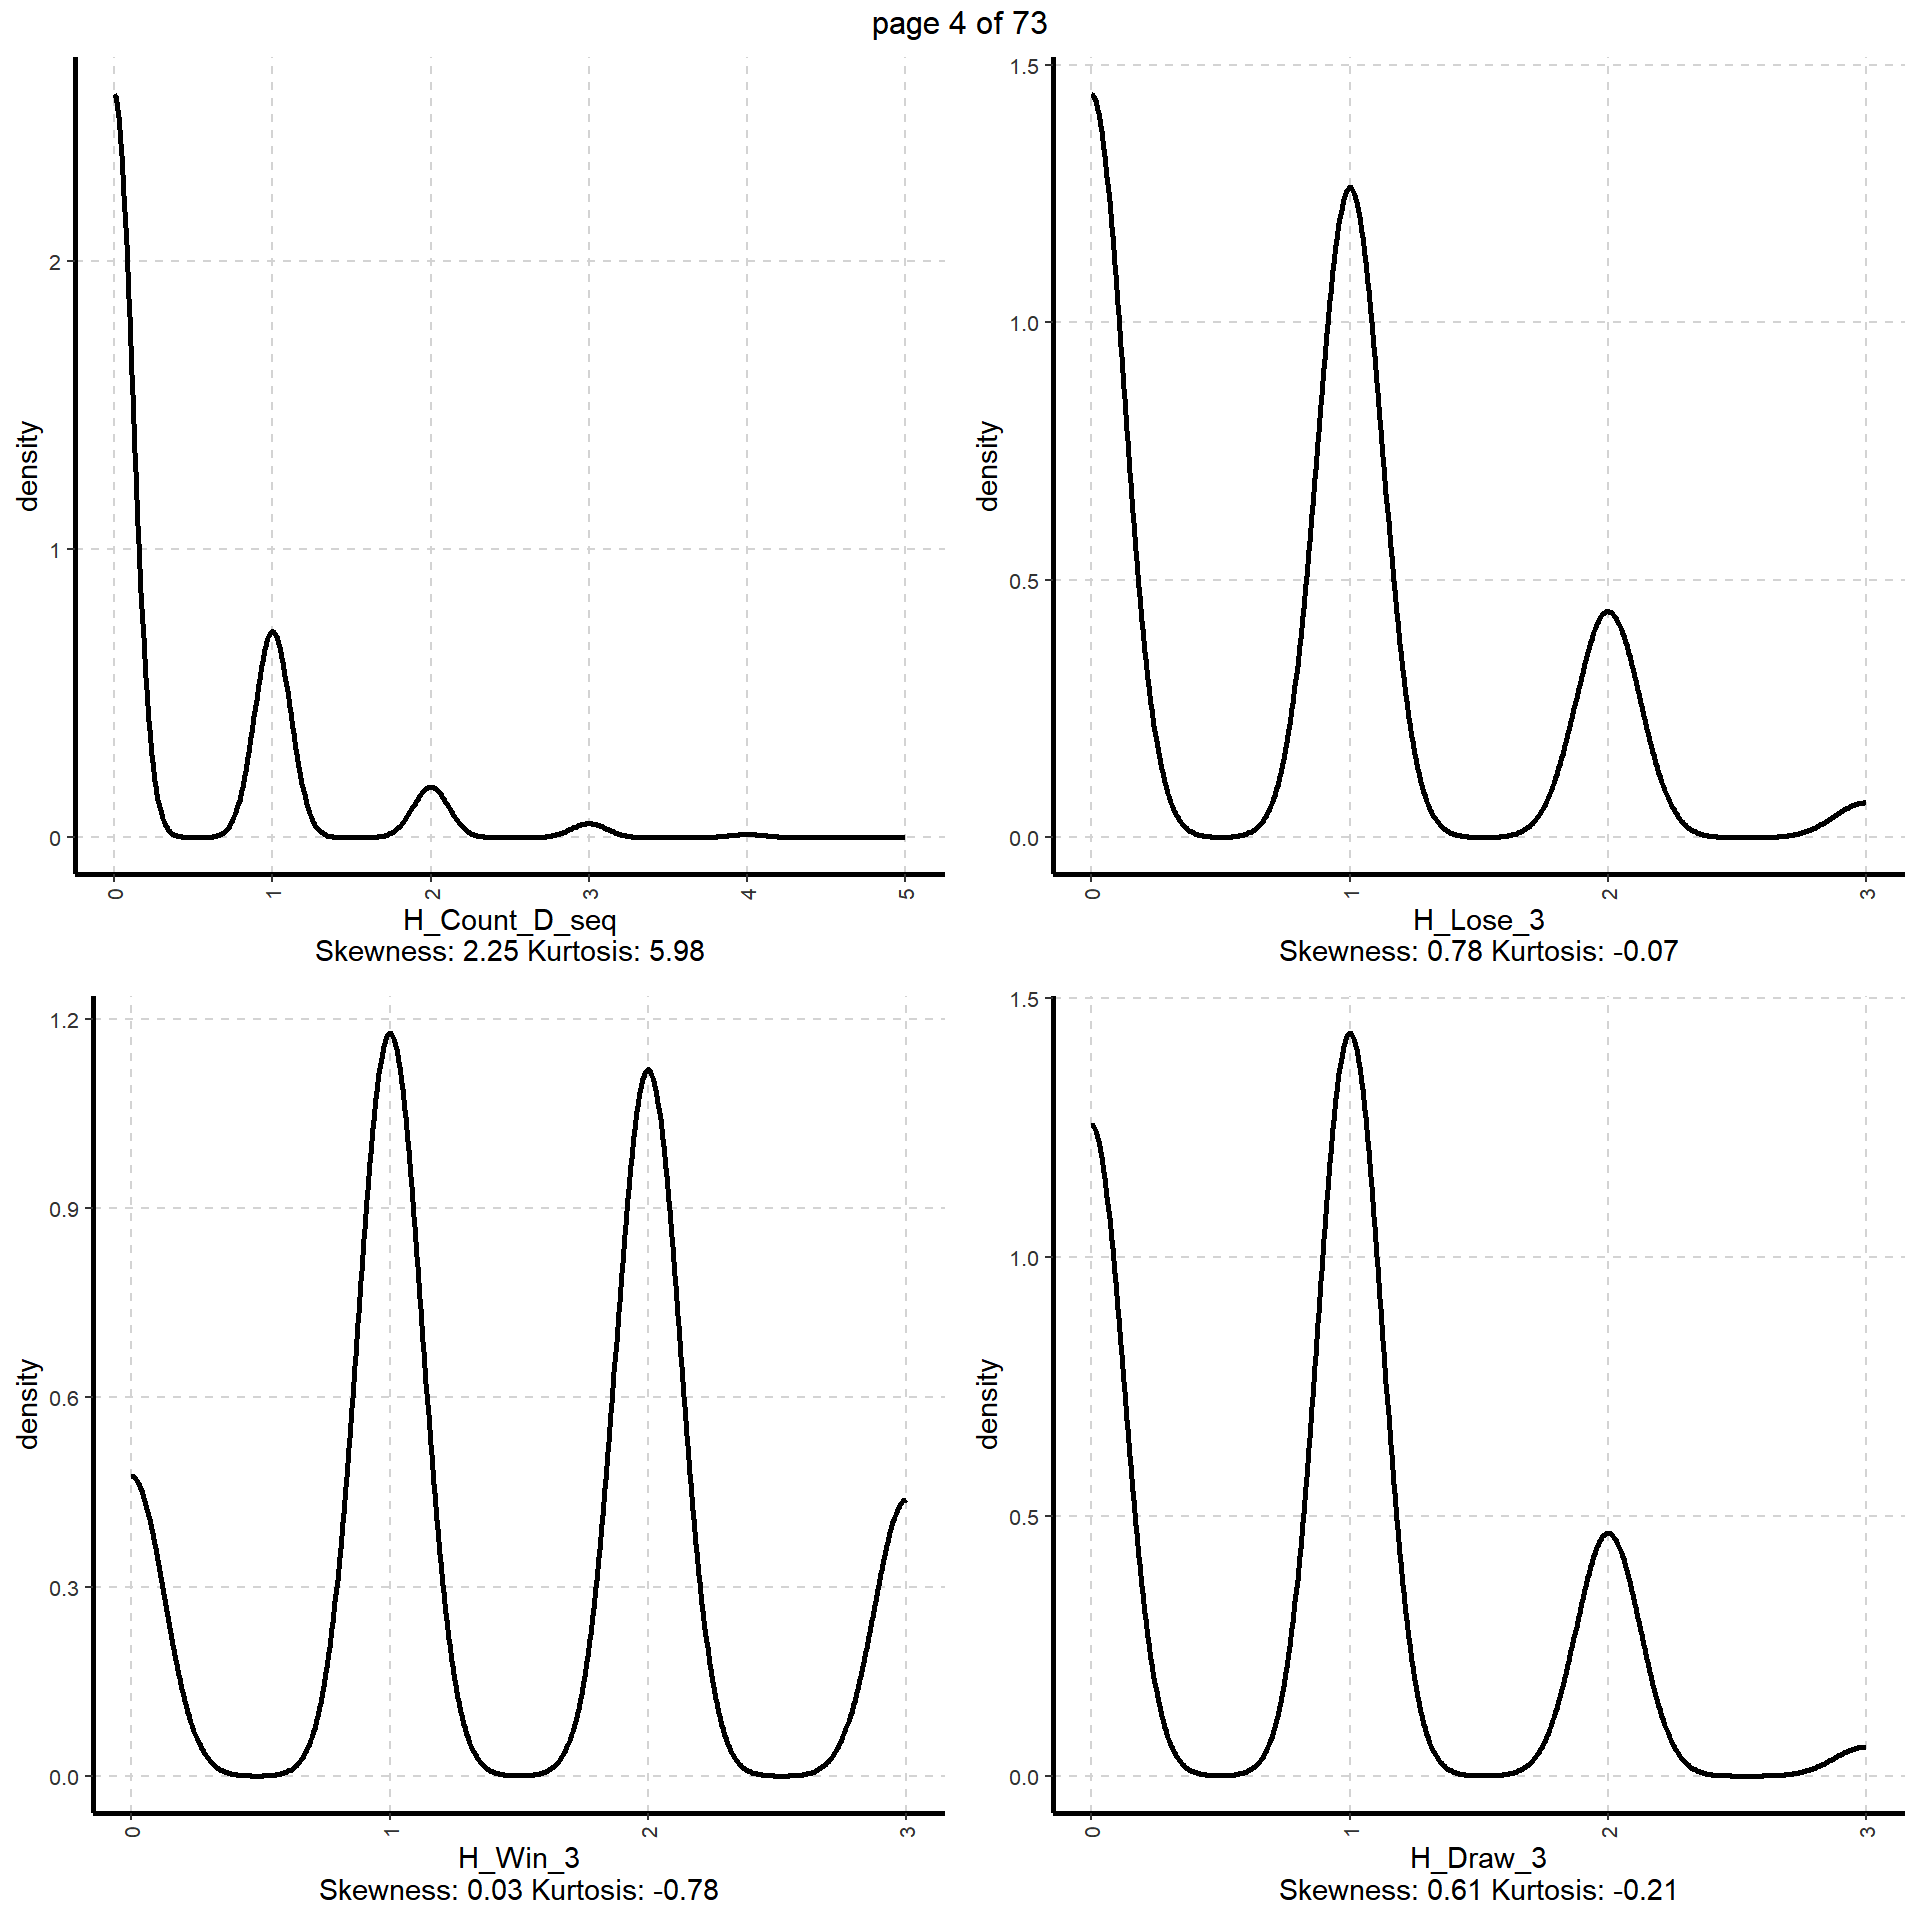 page 4 of 73
2
1
0
density
0 1 2 3 4 5
H_Count_D_seq
Skewness: 2.25 Kurtosis: 5.98
1.5
1.0
0.5
0.0
density
0 1 2 3
H_Lose_3
Skewness: 0.78 Kurtosis: -0.07
1.2
0.9
0.6
0.3
0.0
density
0 1 2 3
H_Win_3
Skewness: 0.03 Kurtosis: -0.78
1.5
1.0
0.5
0.0
density
0 1 2 3
H_Draw_3
Skewness: 0.61 Kurtosis: -0.21